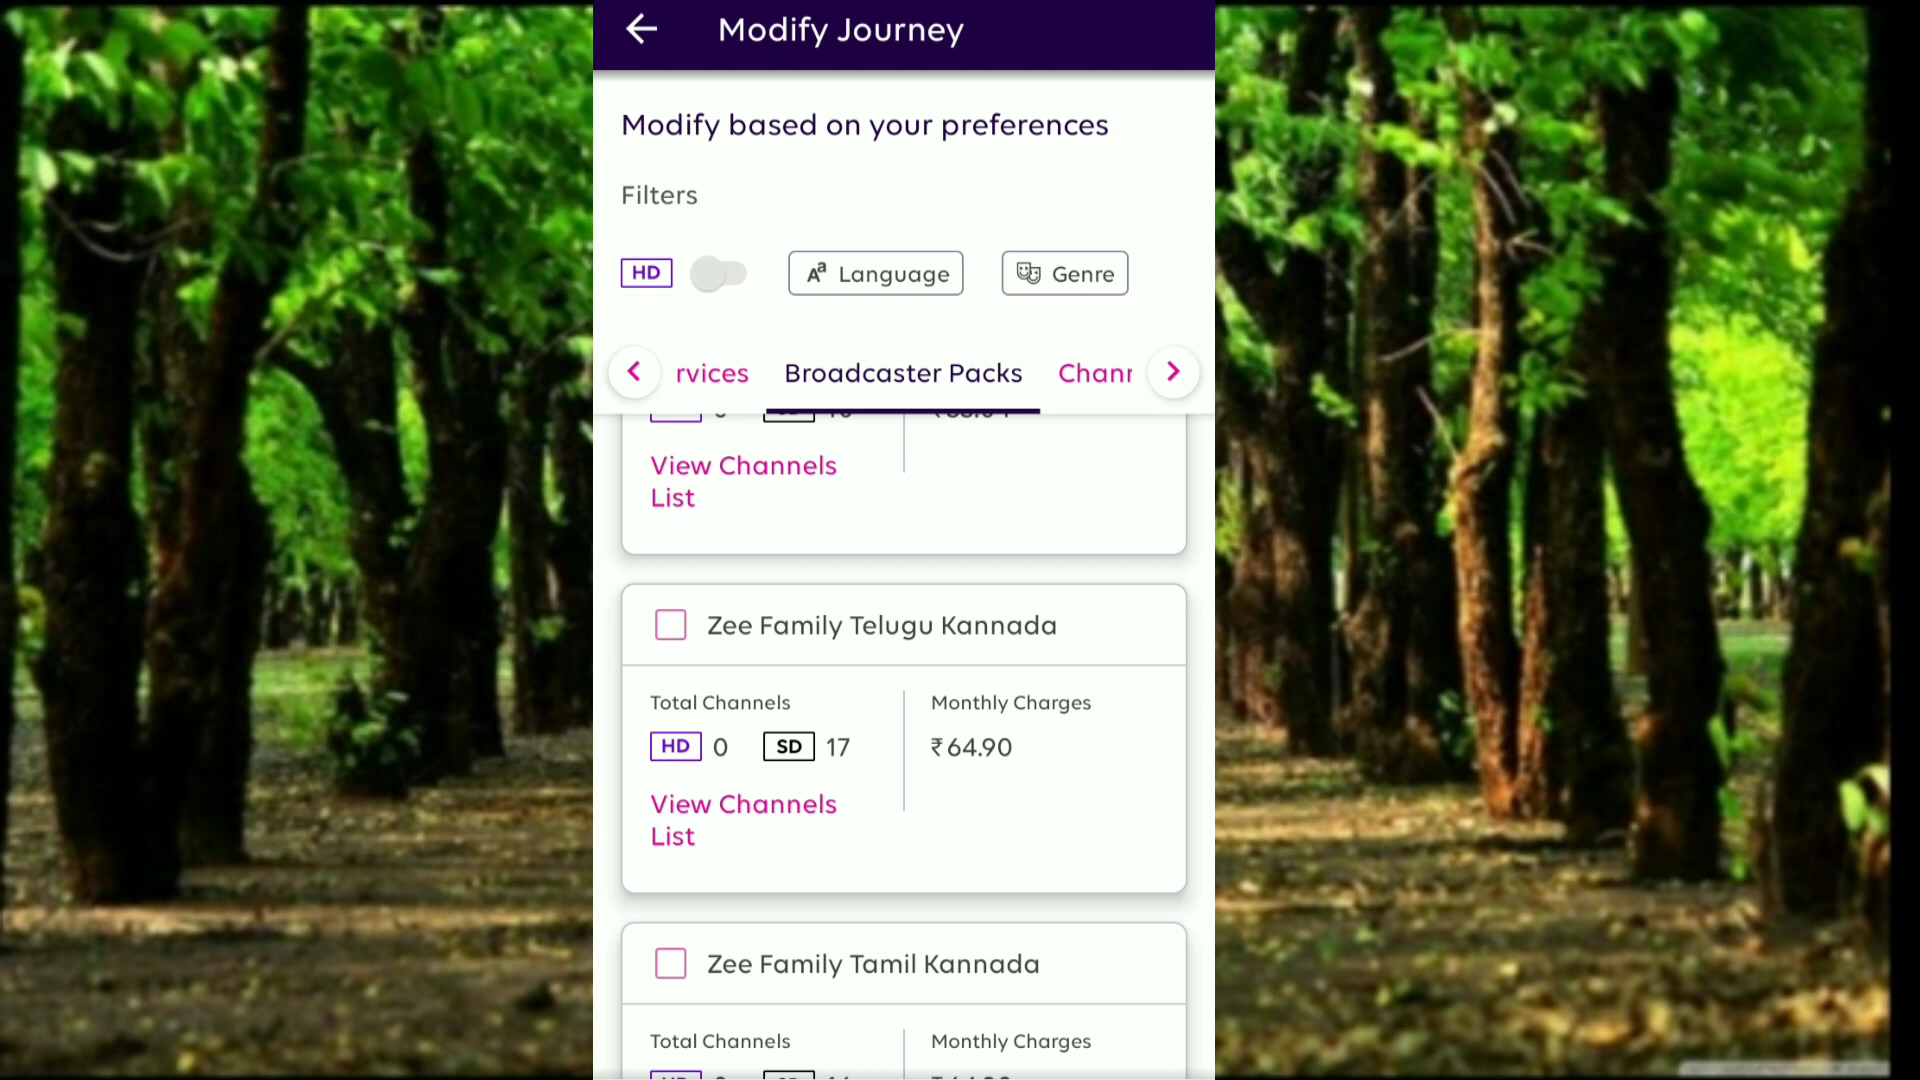 Modify Journey
Modify based on your preferences
Filters
HD
Language
Genre
rvices
Broadcaster Packs
Chann
View Channels
List
Zee Family Telugu Kannada
Total Channels
Monthly Charges
HD 0 SD 17
₹64.90
View Channels
List
Zee Family Tamil Kannada
Total Channels
Monthly Charges